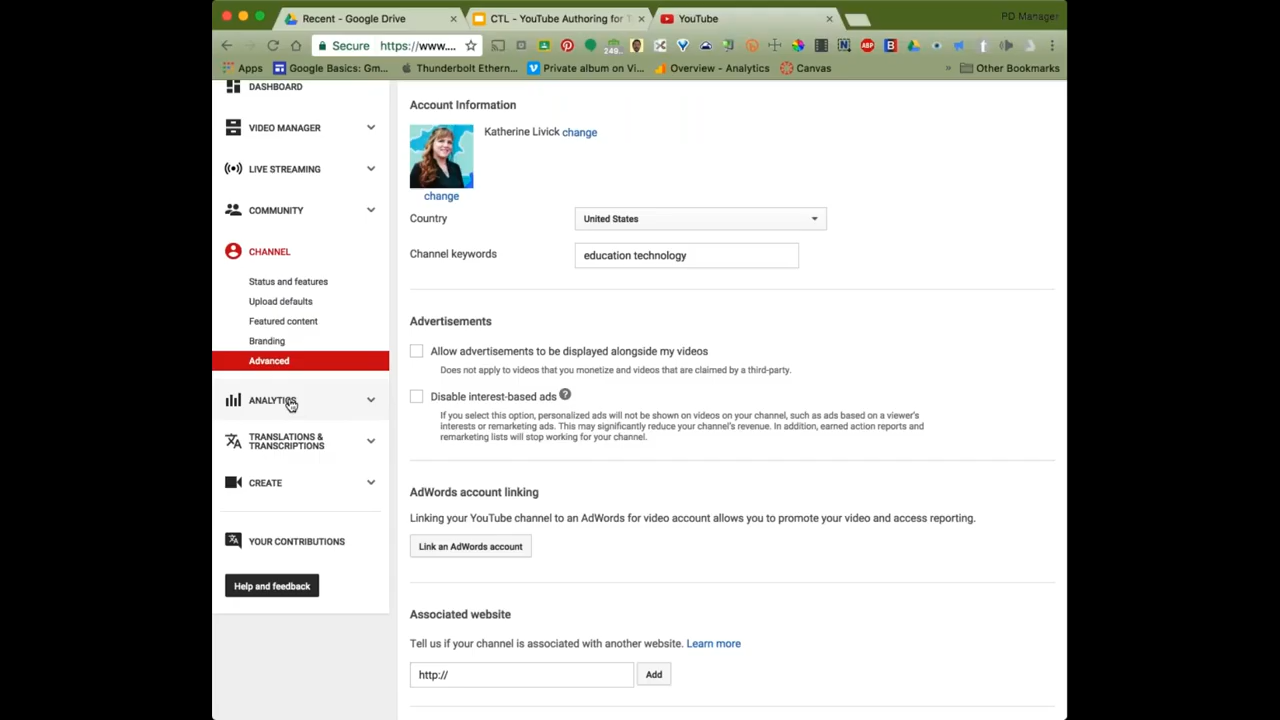 Recent - Google Drive
CTL - YouTube Authoring for
YouTube
PD Manager
Secure https://www....
Apps
Google Basics: Gm...
Thunderbolt Ethern...
Private album on Vi...
Overview - Analytics
Canvas
» Other Bookmarks
DASHBOARD
VIDEO MANAGER
LIVE STREAMING
COMMUNITY
CHANNEL
Status and features
Upload defaults
Featured content
Branding
Advanced
ANALYTICS
TRANSLATIONS &
TRANSCRIPTIONS
CREATE
YOUR CONTRIBUTIONS
Help and feedback
Account Information
Katherine Livick change
change
Country
United States
Channel keywords
education technology
Advertisements
Allow advertisements to be displayed alongside my videos
Does not apply to videos that you monetize and videos that are claimed by a third-party.
Disable interest-based ads ?
If you select this option, personalized ads will not be shown on videos on your channel, such as ads based on a viewer's
interests or remarketing ads. This may significantly reduce your channel's revenue. In addition, earned action reports and
remarketing lists will stop working for your channel.
AdWords account linking
Linking your YouTube channel to an AdWords for video account allows you to promote your video and access reporting.
Link an AdWords account
Associated website
Tell us if your channel is associated with another website. Learn more
http://
Add